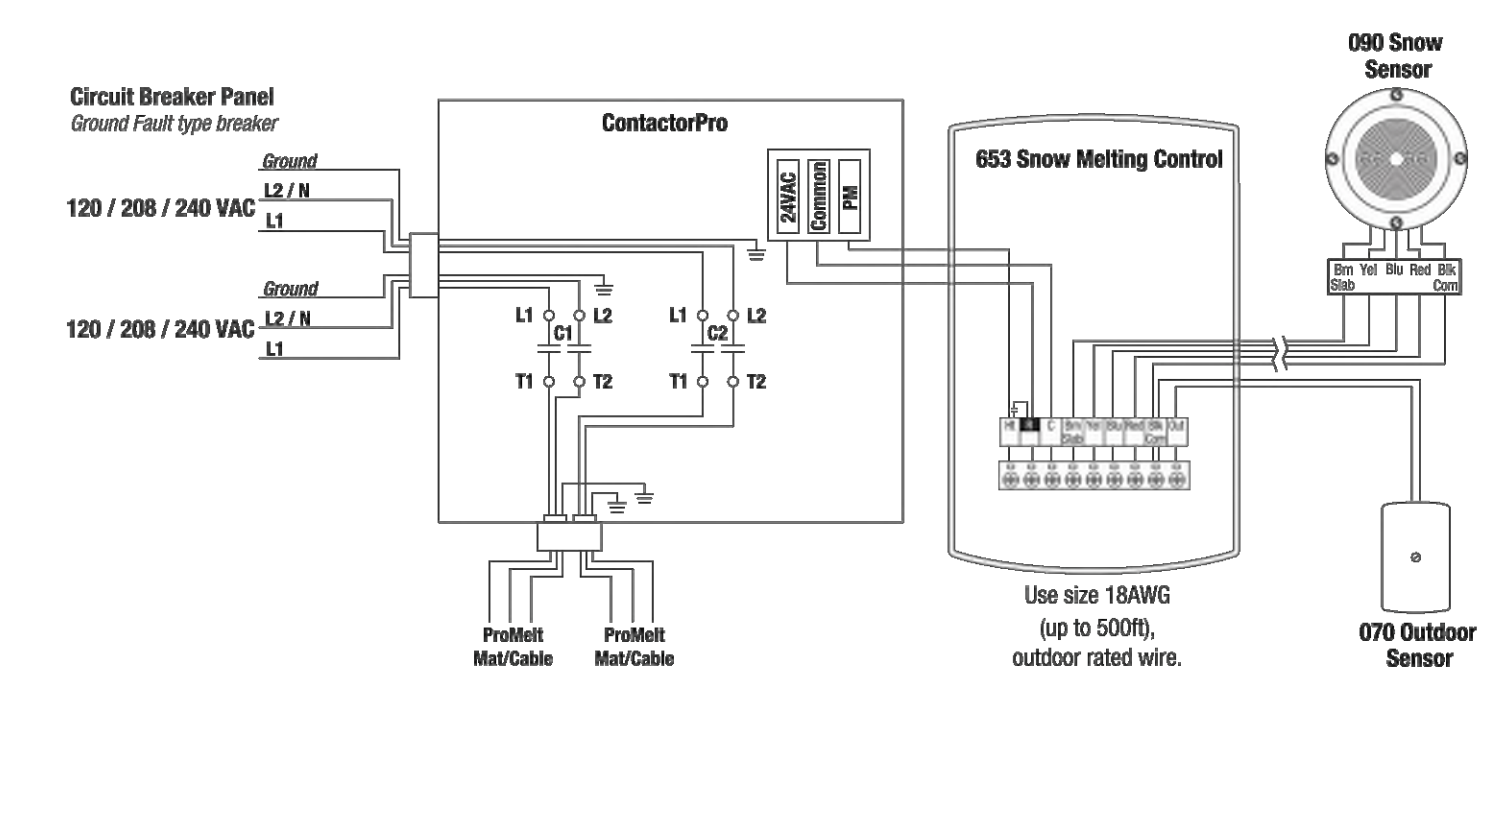 090 Snow
Sensor
Circuit Breaker Panel
Ground Fault type breaker
ContactorPro
Ground
L2 / N
120 / 208 / 240 VAC
L1
24VAC
Common
PM
653 Snow Melting Control
Ground
L2 / N
120 / 208 / 240 VAC
L1
L1
L2
C1
T1
T2
L1
L2
C2
T1
T2
Brn Yel Blu Red Blk
Slab Com
Ht C Brn Yel Blu Red Blk Out
Slab Com
Use size 18AWG
(up to 500ft),
outdoor rated wire.
070 Outdoor
Sensor
ProMelt
Mat/Cable
ProMelt
Mat/Cable